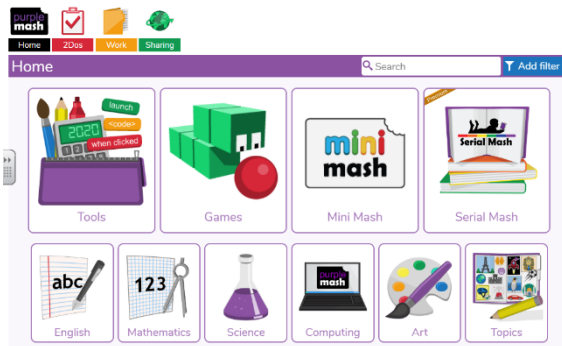 purple
mash
Home
2Dos
Work
Sharing
Home
Search
Add filter
launch
<code>
when clicked
2020
Tools
Games
mini
mash
Mini Mash
Serial Mash
Serial Mash
abc
English
123
Mathematics
Science
purple
mash
Computing
Art
Topics